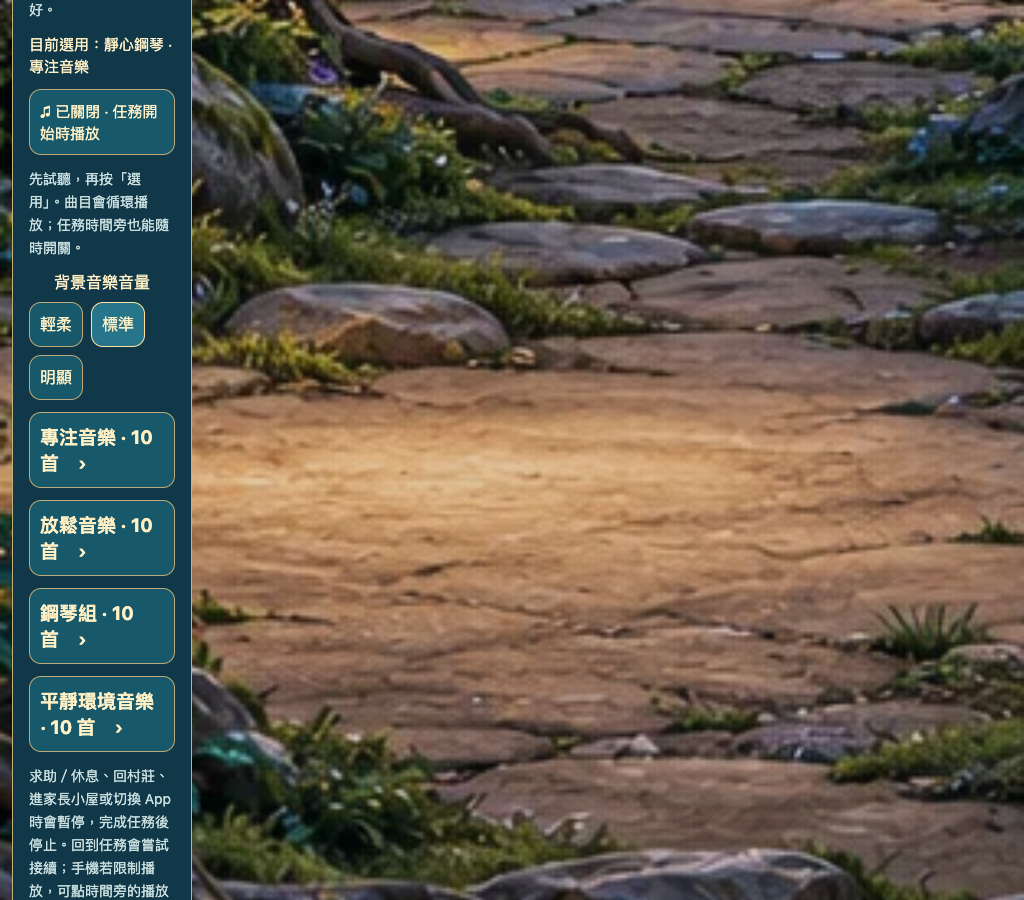 好。
目前選用：靜心鋼琴 ·
專注音樂
♫ 已關閉 · 任務開
始時播放
先試聽，再按「選
用」。曲目會循環播
放；任務時間旁也能隨
時開關。
背景音樂音量
輕柔
標準
明顯
專注音樂 · 10
首 ›
放鬆音樂 · 10
首 ›
鋼琴組 · 10
首 ›
平靜環境音樂
· 10 首 ›
求助 / 休息、回村莊、
進家長小屋或切換 App
時會暫停，完成任務後
停止。回到任務會嘗試
接續；手機若限制播
放，可點時間旁的播放